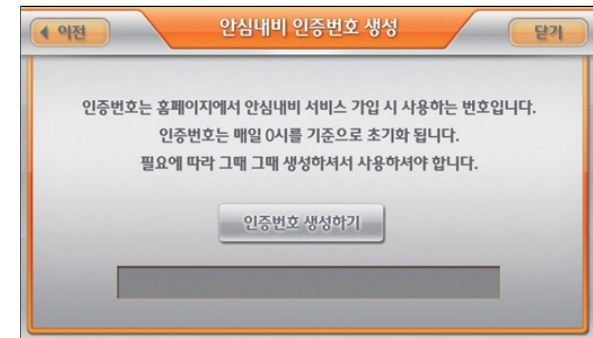 이전
안심내비 인증번호 생성
닫기
인증번호는 홈페이지에서 안심내비 서비스 가입 시 사용하는 번호입니다.
인증번호는 매일 0시를 기준으로 초기화 됩니다.
필요에 따라 그때 그때 생성하셔서 사용하셔야 합니다.
인증번호 생성하기